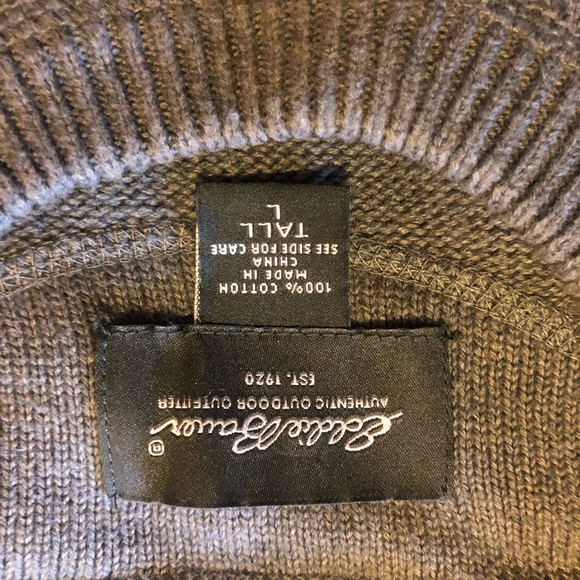 Eddie Bauer®
AUTHENTIC OUTDOOR OUTFITTER
EST. 1920
100% COTTON
MADE IN
CHINA
SEE SIDE FOR CARE
TALL
L